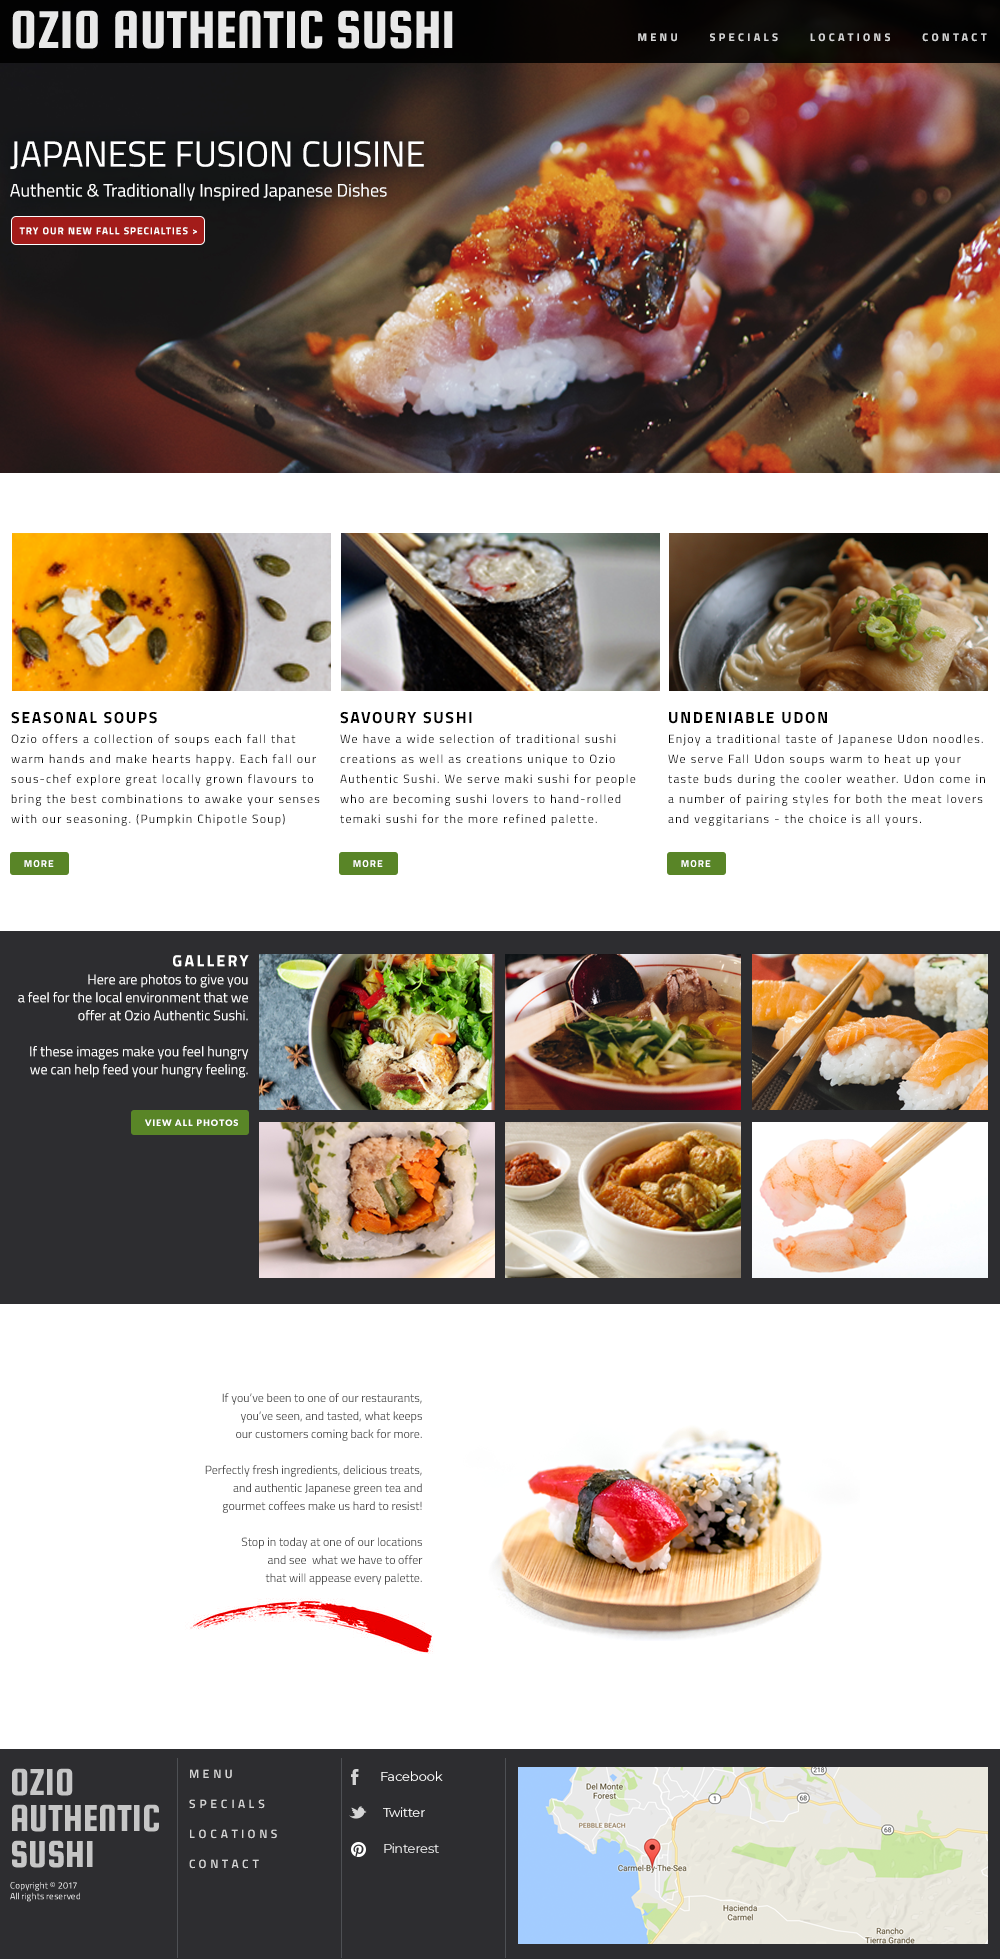 OZIO AUTHENTIC SUSHI
MENU SPECIALS LOCATIONS CONTACT
JAPANESE FUSION CUISINE
Authentic & Traditionally Inspired Japanese Dishes
TRY OUR NEW FALL SPECIALTIES >
SEASONAL SOUPS
Ozio offers a collection of soups each fall that
warm hands and make hearts happy. Each fall our
sous-chef explore great locally grown flavours to
bring the best combinations to awake your senses
with our seasoning. (Pumpkin Chipotle Soup)
MORE
SAVOURY SUSHI
We have a wide selection of traditional sushi
creations as well as creations unique to Ozio
Authentic Sushi. We serve maki sushi for people
who are becoming sushi lovers to hand-rolled
temaki sushi for the more refined palette.
MORE
UNDENIABLE UDON
Enjoy a traditional taste of Japanese Udon noodles.
We serve Fall Udon soups warm to heat up your
taste buds during the cooler weather. Udon come in
a number of pairing styles for both the meat lovers
and veggitarians - the choice is all yours.
MORE
GALLERY
Here are photos to give you
a feel for the local environment that we
offer at Ozio Authentic Sushi.
If these images make you feel hungry
we can help feed your hungry feeling.
VIEW ALL PHOTOS
If you've been to one of our restaurants,
you've seen, and tasted, what keeps
our customers coming back for more.
Perfectly fresh ingredients, delicious treats,
and authentic Japanese green tea and
gourmet coffees make us hard to resist!
Stop in today at one of our locations
and see what we have to offer
that will appease every palette.
OZIO
AUTHENTIC
SUSHI
Copyright © 2017
All rights reserved
MENU
SPECIALS
LOCATIONS
CONTACT
Facebook
Twitter
Pinterest
218
Del Monte
Forest
1
68
PEBBLE BEACH
68
Carmel-By-The-Sea
Hacienda
Carmel
Rancho
Tierra Grande